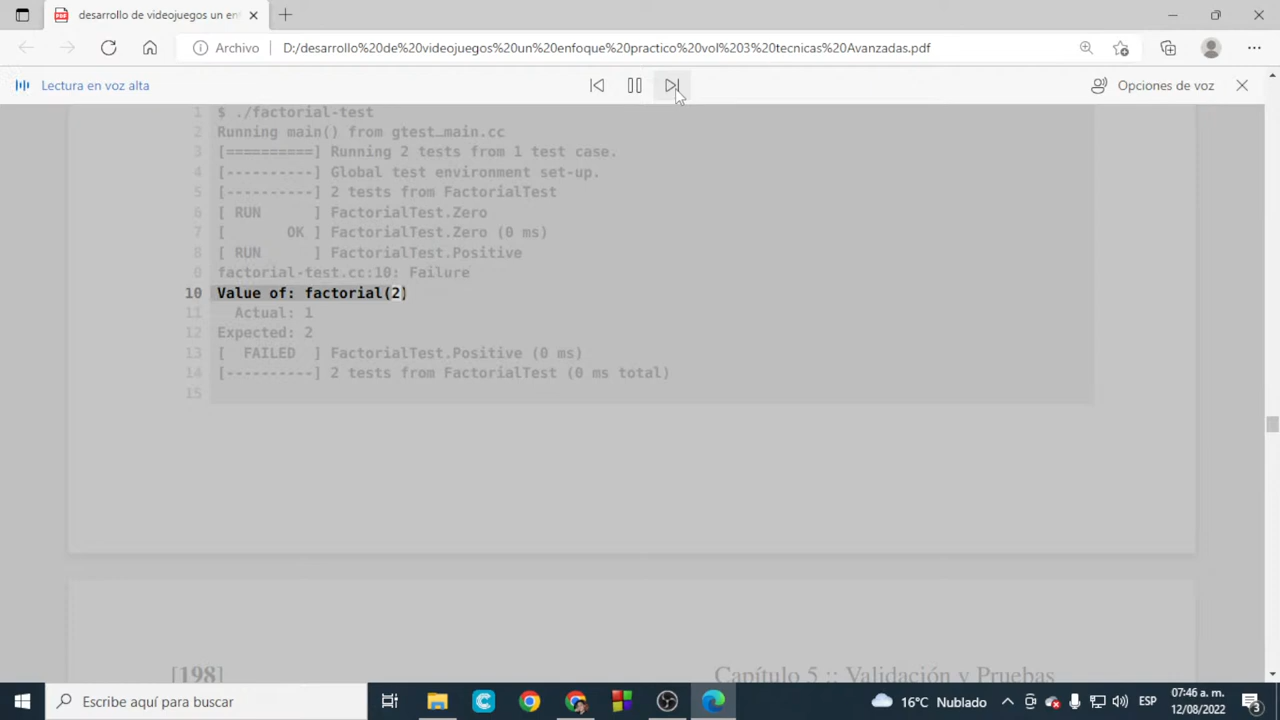 desarrollo de videojuegos un en
Archivo
D:/desarrollo%20de%20videojuegos%20un%20enfoque%20practico%20vol%203%20tecnicas%20Avanzadas.pdf
Lectura en voz alta
Opciones de voz
1 $ ./factorial-test
2 Running main() from gtest_main.cc
3 [==========] Running 2 tests from 1 test case.
4 [----------] Global test environment set-up.
5 [----------] 2 tests from FactorialTest
6 [ RUN      ] FactorialTest.Zero
7 [       OK ] FactorialTest.Zero (0 ms)
8 [ RUN      ] FactorialTest.Positive
0 factorial-test.cc:10: Failure
10 Value of: factorial(2)
11   Actual: 1
12 Expected: 2
13 [  FAILED  ] FactorialTest.Positive (0 ms)
14 [----------] 2 tests from FactorialTest (0 ms total)
15
[198] Capítulo 5 :: Validación y Pruebas
Escribe aquí para buscar
16°C Nublado
ESP
07:46 a. m.
12/08/2022
3